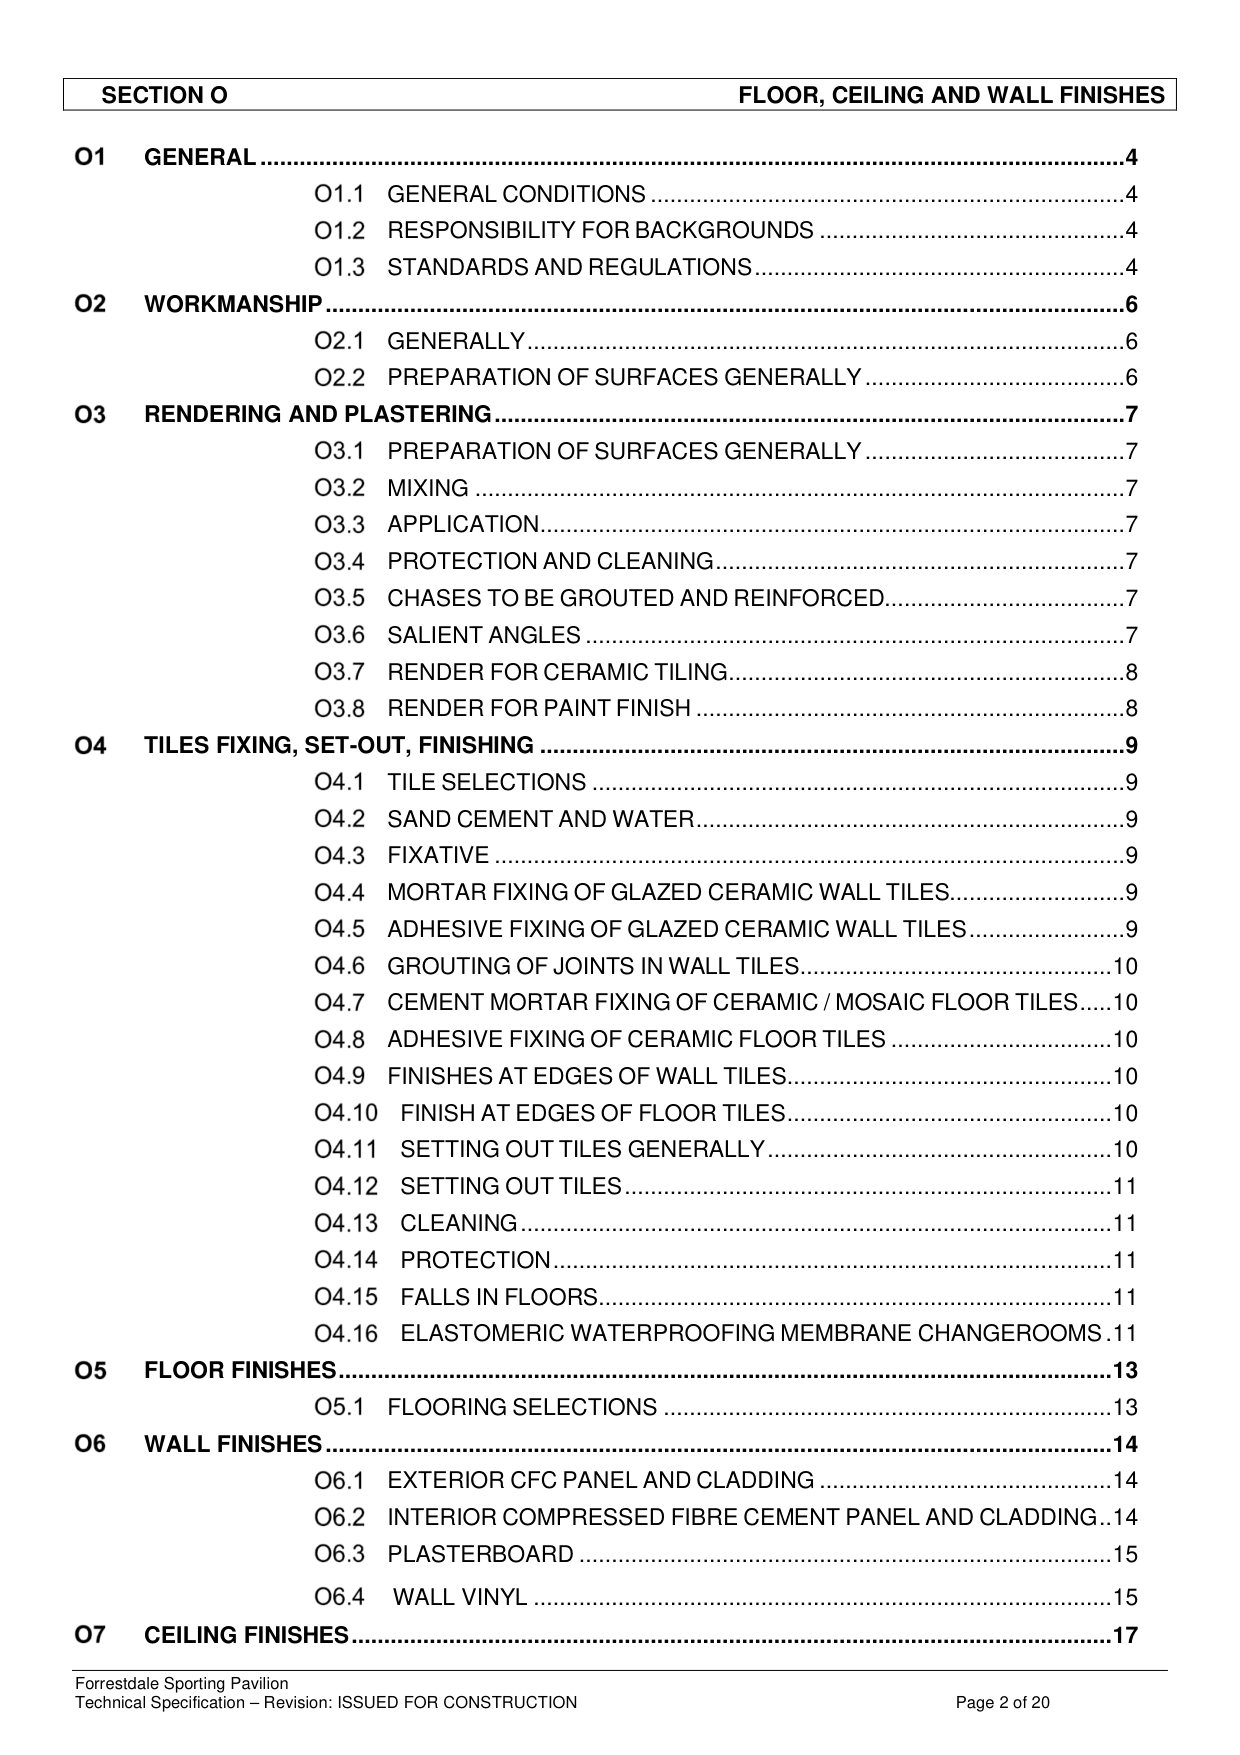 SECTION O FLOOR, CEILING AND WALL FINISHES
O1 GENERAL ........................................................................................................................4
O1.1 GENERAL CONDITIONS ........................................................................4
O1.2 RESPONSIBILITY FOR BACKGROUNDS ..............................................4
O1.3 STANDARDS AND REGULATIONS........................................................4
O2 WORKMANSHIP..............................................................................................................6
O2.1 GENERALLY...........................................................................................6
O2.2 PREPARATION OF SURFACES GENERALLY.......................................6
O3 RENDERING AND PLASTERING....................................................................................7
O3.1 PREPARATION OF SURFACES GENERALLY.......................................7
O3.2 MIXING ..................................................................................................7
O3.3 APPLICATION.........................................................................................7
O3.4 PROTECTION AND CLEANING..............................................................7
O3.5 CHASES TO BE GROUTED AND REINFORCED...................................7
O3.6 SALIENT ANGLES .................................................................................7
O3.7 RENDER FOR CERAMIC TILING............................................................8
O3.8 RENDER FOR PAINT FINISH .................................................................8
O4 TILES FIXING, SET-OUT, FINISHING .............................................................................9
O4.1 TILE SELECTIONS .................................................................................9
O4.2 SAND CEMENT AND WATER.................................................................9
O4.3 FIXATIVE ................................................................................................9
O4.4 MORTAR FIXING OF GLAZED CERAMIC WALL TILES.........................9
O4.5 ADHESIVE FIXING OF GLAZED CERAMIC WALL TILES......................9
O4.6 GROUTING OF JOINTS IN WALL TILES..............................................10
O4.7 CEMENT MORTAR FIXING OF CERAMIC / MOSAIC FLOOR TILES.....10
O4.8 ADHESIVE FIXING OF CERAMIC FLOOR TILES ................................10
O4.9 FINISHES AT EDGES OF WALL TILES................................................10
O4.10 FINISH AT EDGES OF FLOOR TILES................................................10
O4.11 SETTING OUT TILES GENERALLY...................................................10
O4.12 SETTING OUT TILES.........................................................................11
O4.13 CLEANING.........................................................................................11
O4.14 PROTECTION....................................................................................11
O4.15 FALLS IN FLOORS.............................................................................11
O4.16 ELASTOMERIC WATERPROOFING MEMBRANE CHANGEROOMS.11
O5 FLOOR FINISHES..........................................................................................................13
O5.1 FLOORING SELECTIONS ...................................................................13
O6 WALL FINISHES............................................................................................................14
O6.1 EXTERIOR CFC PANEL AND CLADDING ...........................................14
O6.2 INTERIOR COMPRESSED FIBRE CEMENT PANEL AND CLADDING..14
O6.3 PLASTERBOARD ................................................................................15
O6.4 WALL VINYL ........................................................................................15
O7 CEILING FINISHES........................................................................................................17
Forrestdale Sporting Pavilion
Technical Specification – Revision: ISSUED FOR CONSTRUCTION Page 2 of 20